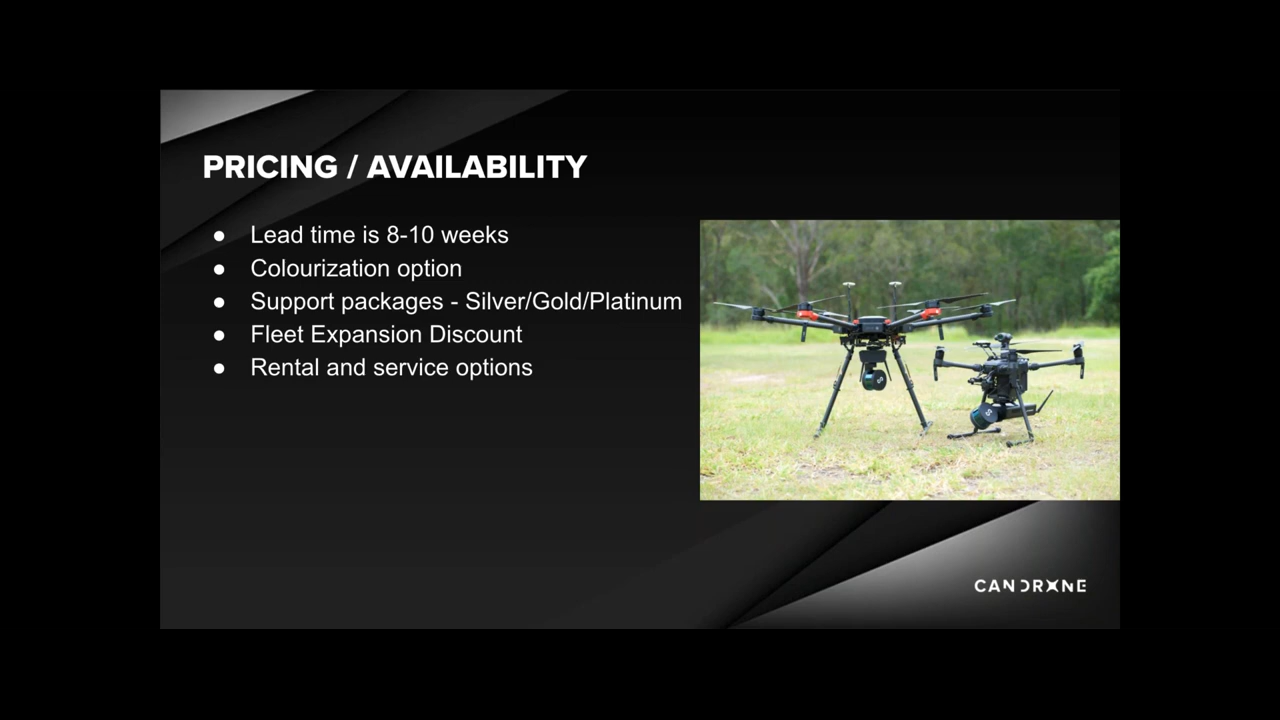 PRICING / AVAILABILITY
● Lead time is 8-10 weeks
● Colourization option
● Support packages - Silver/Gold/Platinum
● Fleet Expansion Discount
● Rental and service options
CANDRONE